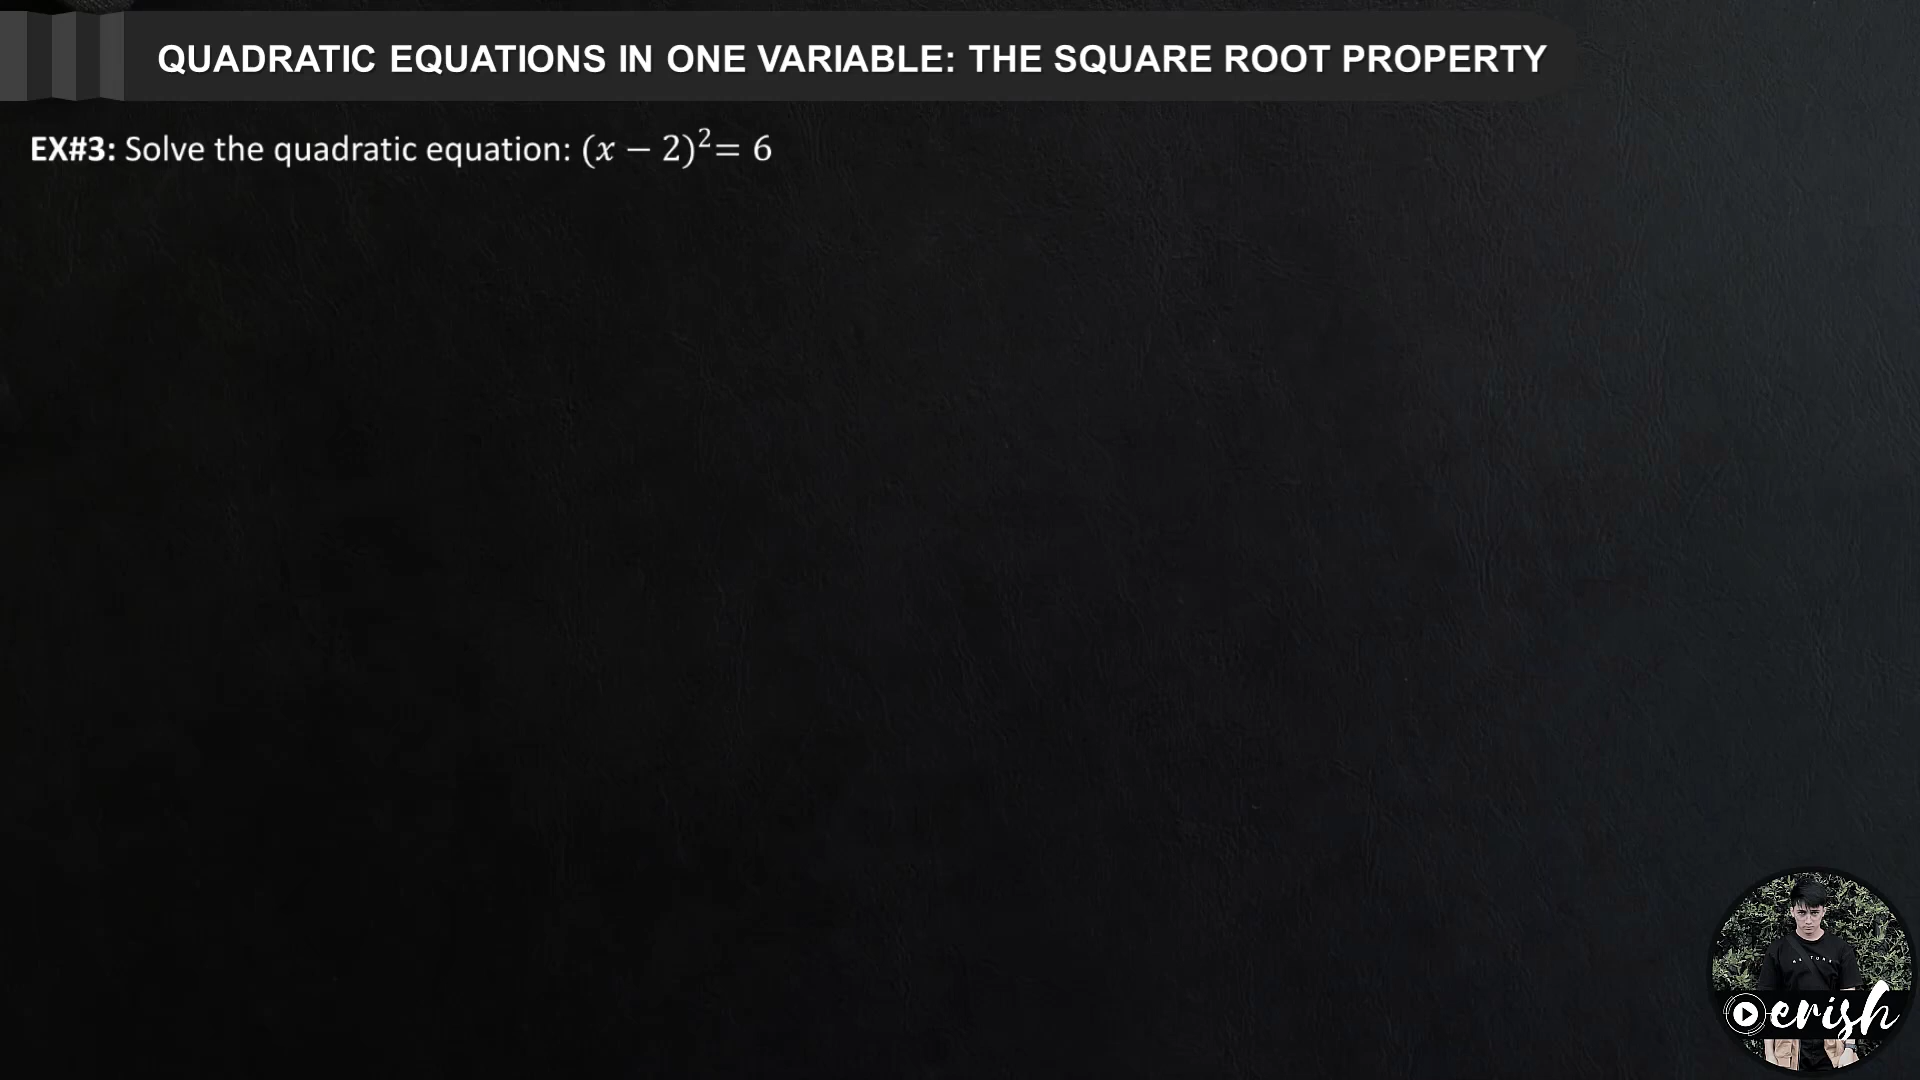 QUADRATIC EQUATIONS IN ONE VARIABLE: THE SQUARE ROOT PROPERTY
EX#3: Solve the quadratic equation: (x − 2)²= 6
erish